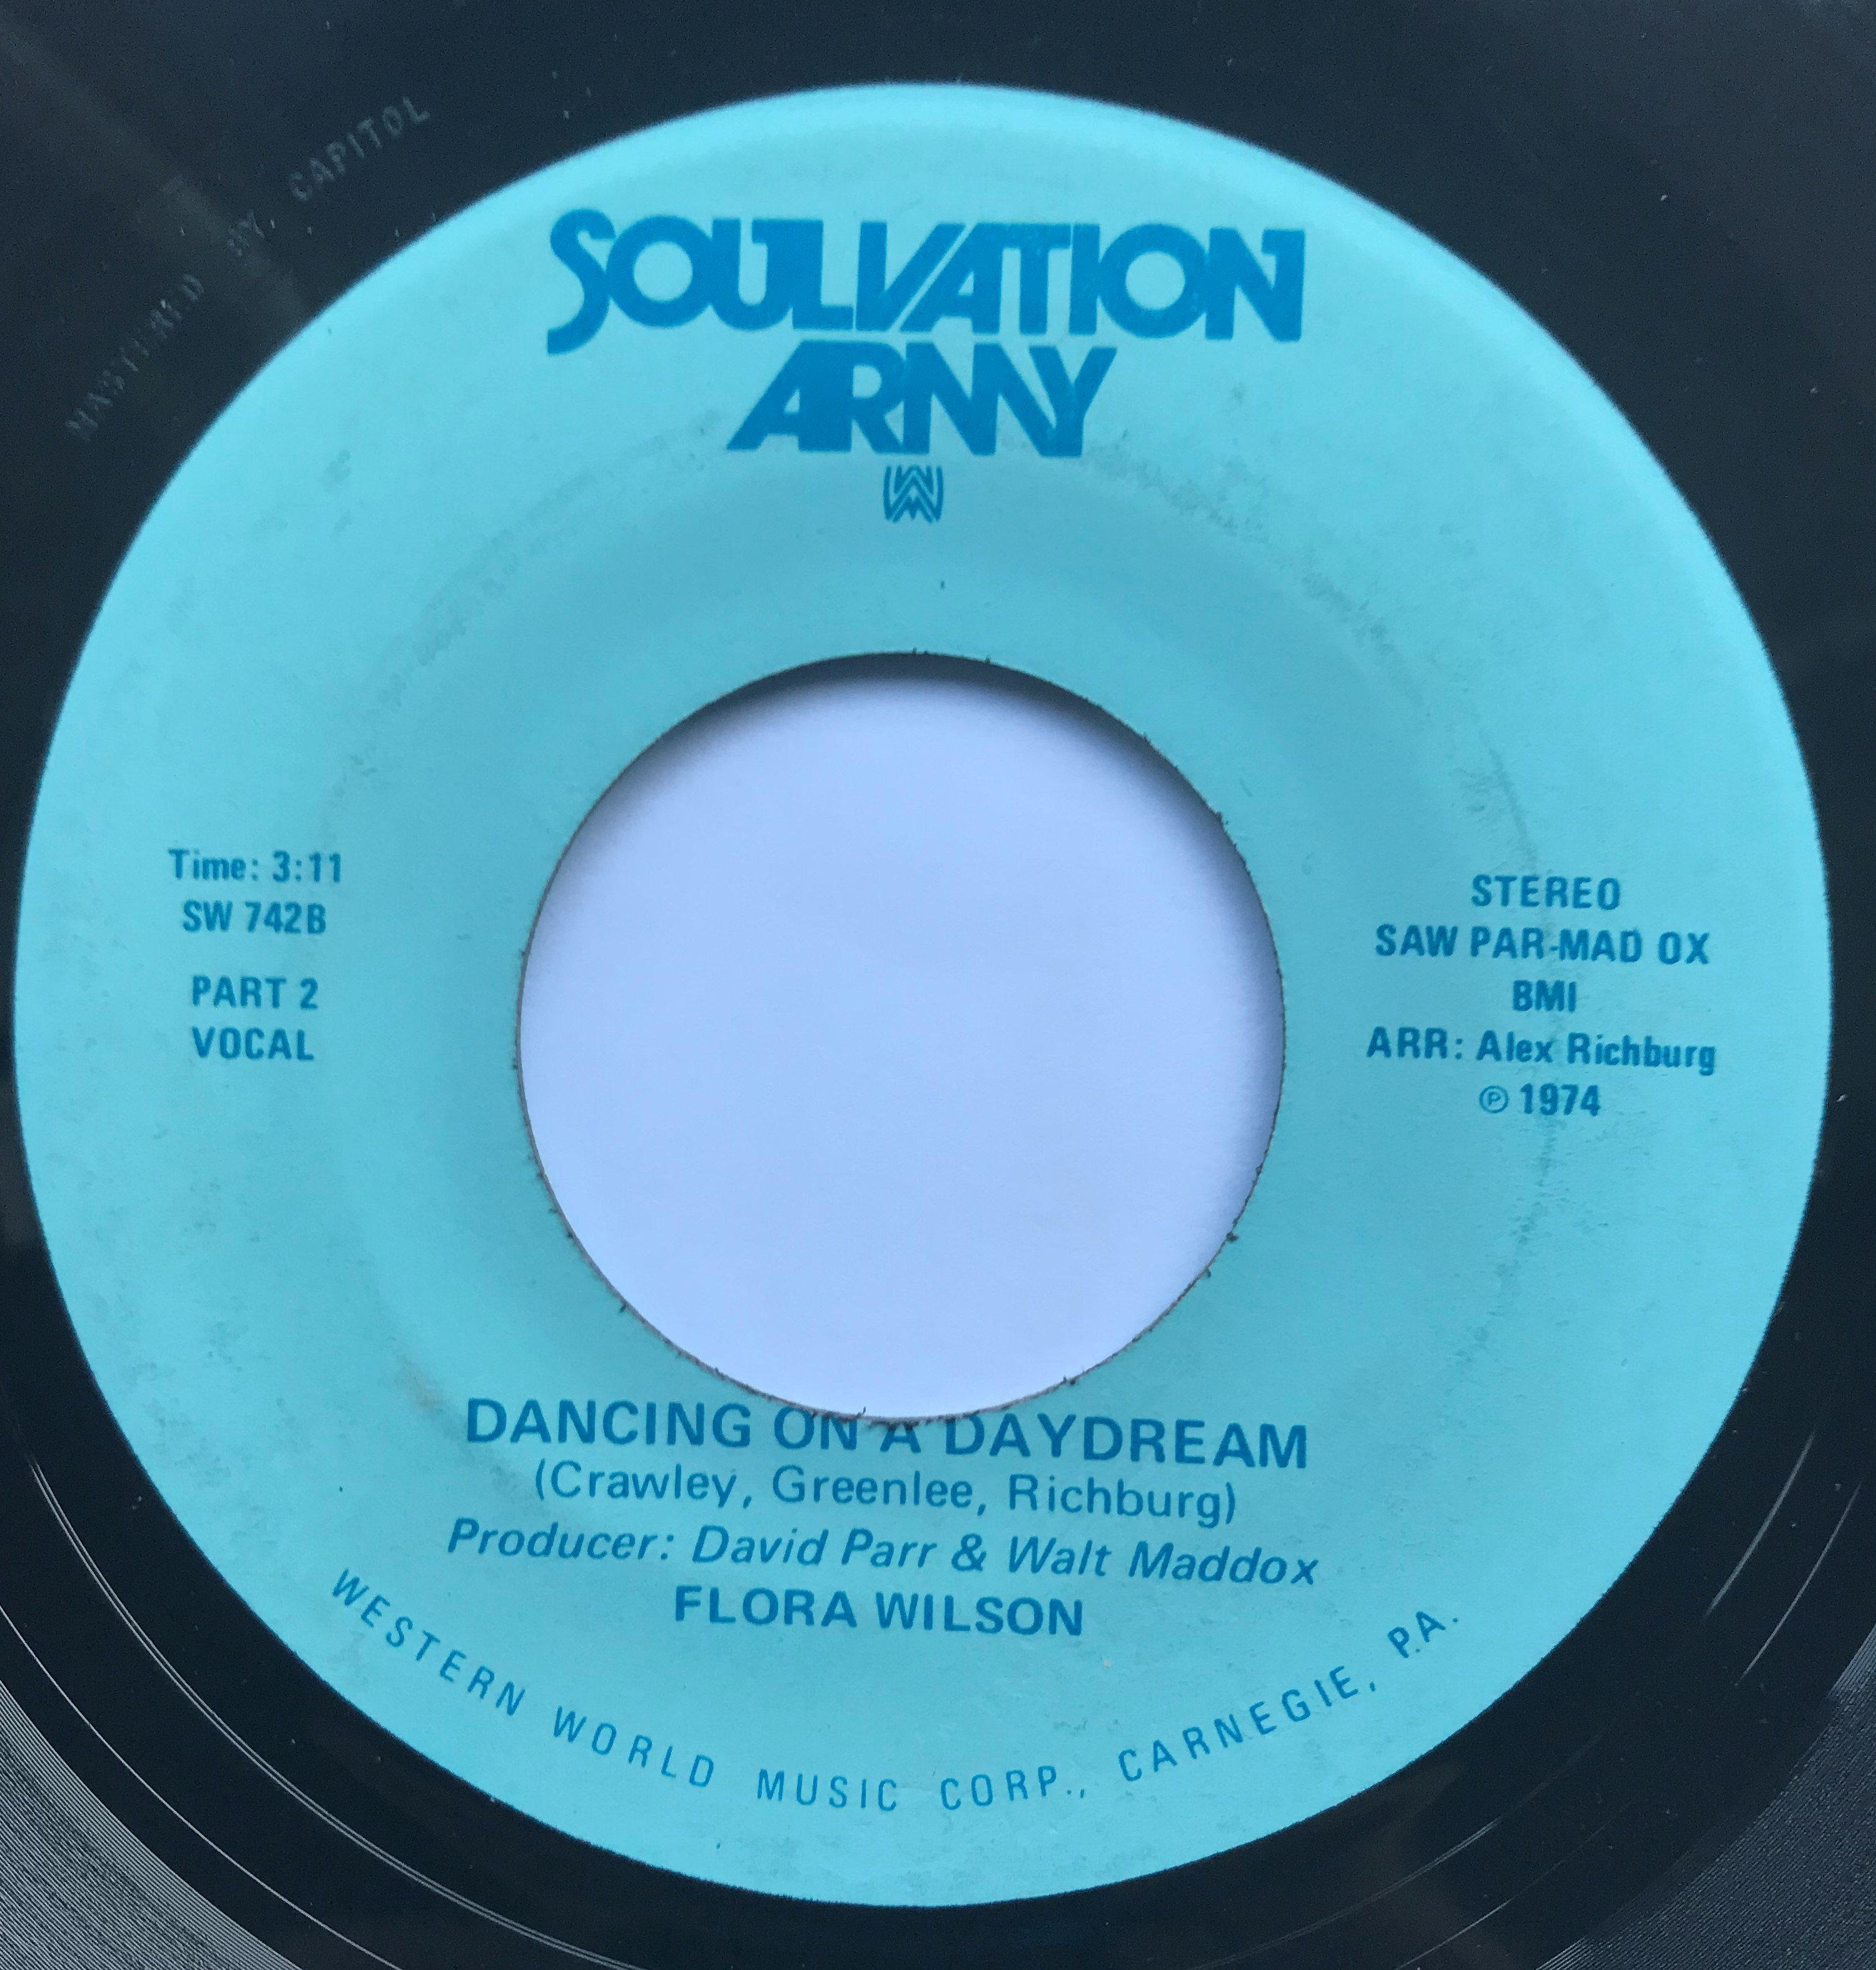 MASTERED BY CAPITOL
SOULVATION
ARMY
Time: 3:11
SW 742B
PART 2
VOCAL
STEREO
SAW PAR-MAD OX
BMI
ARR: Alex Richburg
℗ 1974
DANCING ON A DAYDREAM
(Crawley, Greenlee, Richburg)
Producer: David Parr & Walt Maddox
FLORA WILSON
WESTERN WORLD MUSIC CORP., CARNEGIE, P.A.